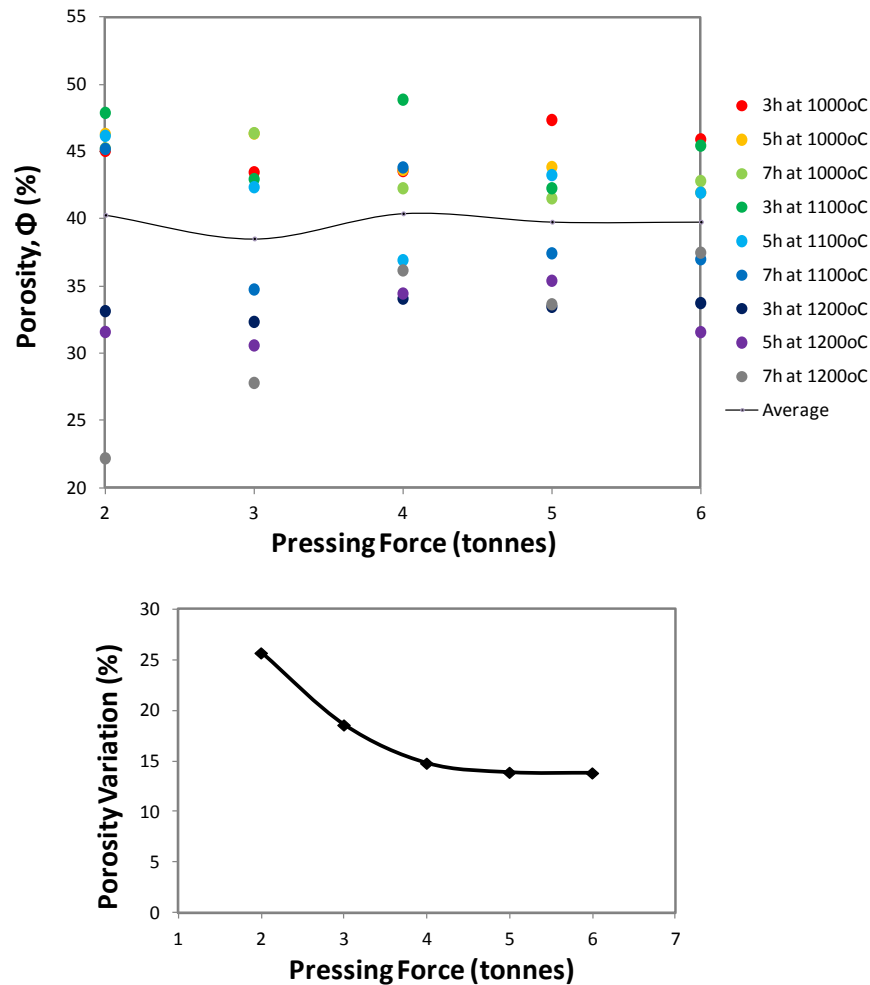 55
50
45
40
35
30
25
20
Porosity, Φ (%)
2 3 4 5 6
Pressing Force (tonnes)
3h at 1000oC
5h at 1000oC
7h at 1000oC
3h at 1100oC
5h at 1100oC
7h at 1100oC
3h at 1200oC
5h at 1200oC
7h at 1200oC
Average
30
25
20
15
10
5
0
Porosity Variation (%)
1 2 3 4 5 6 7
Pressing Force (tonnes)